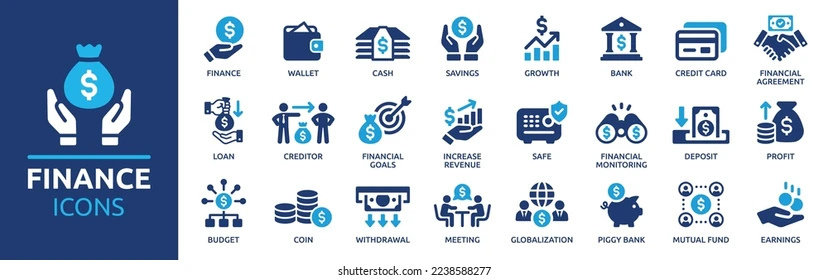 FINANCE
ICONS
FINANCE
WALLET
CASH
SAVINGS
GROWTH
BANK
CREDIT CARD
FINANCIAL
AGREEMENT
LOAN
CREDITOR
FINANCIAL
GOALS
INCREASE
REVENUE
SAFE
FINANCIAL
MONITORING
DEPOSIT
PROFIT
BUDGET
COIN
WITHDRAWAL
MEETING
GLOBALIZATION
PIGGY BANK
MUTUAL FUND
EARNINGS
shutterstock.com · 2238588277